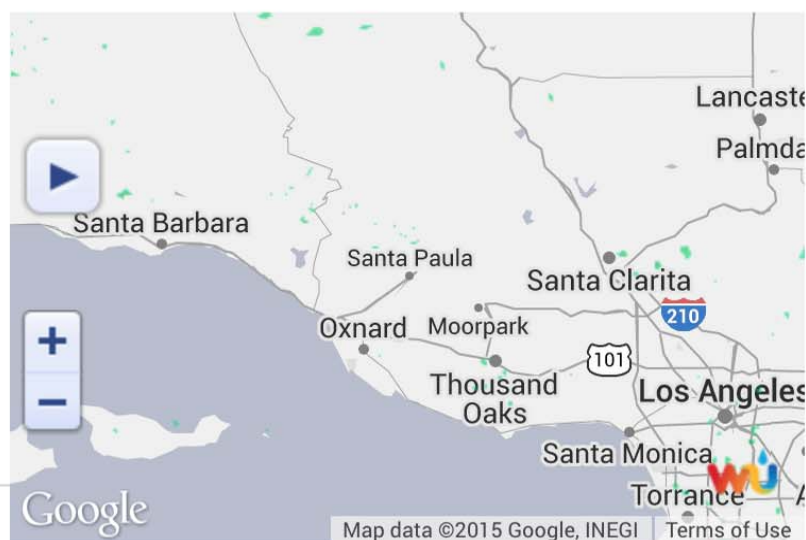 Lancaste
Palmda
Santa Barbara
Santa Paula
Santa Clarita
210
Oxnard
Moorpark
101
Thousand
Oaks
Los Angeles
Santa Monica
wu
Torrance
A
Google
Map data ©2015 Google, INEGI
Terms of Use